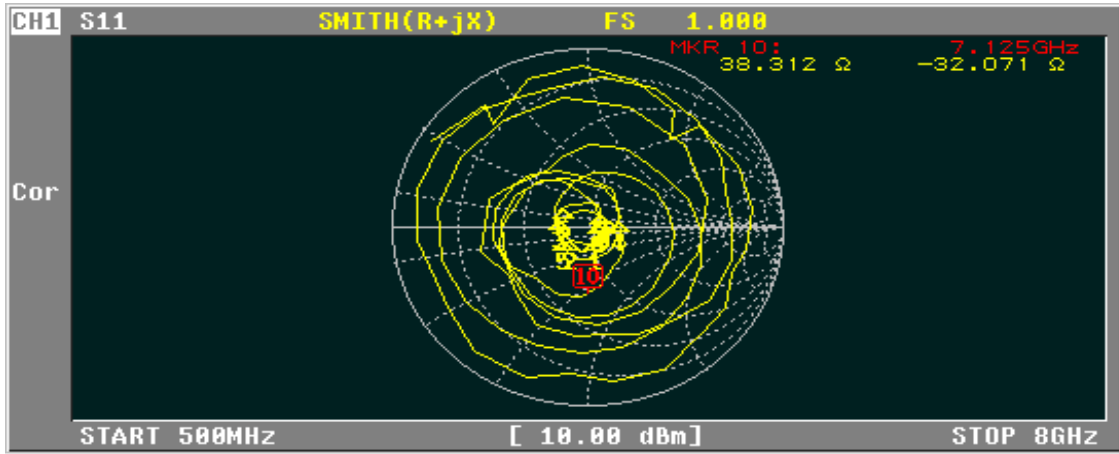 CH1 S11 SMITH(R+jX) FS 1.000
MKR 10: 7.125GHz
38.312 Ω -32.071 Ω
Cor
10
START 500MHz [ 10.00 dBm] STOP 8GHz